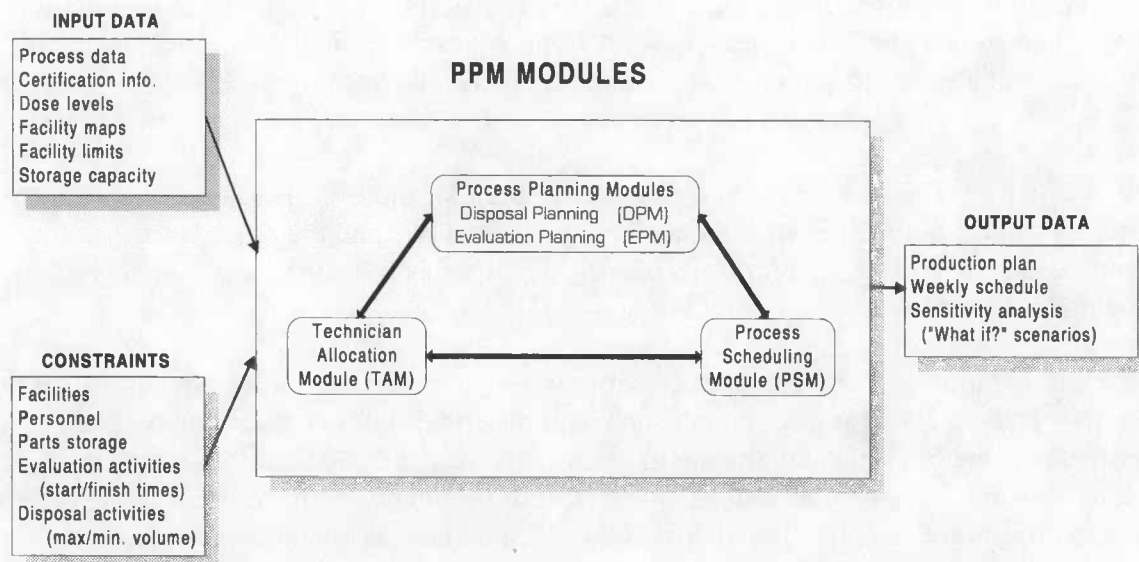 INPUT DATA
Process data
Certification info.
Dose levels
Facility maps
Facility limits
Storage capacity
PPM MODULES
Process Planning Modules
Disposal Planning (DPM)
Evaluation Planning (EPM)
Technician
Allocation
Module (TAM)
Process
Scheduling
Module (PSM)
CONSTRAINTS
Facilities
Personnel
Parts storage
Evaluation activities
(start/finish times)
Disposal activities
(max/min. volume)
OUTPUT DATA
Production plan
Weekly schedule
Sensitivity analysis
("What if?" scenarios)